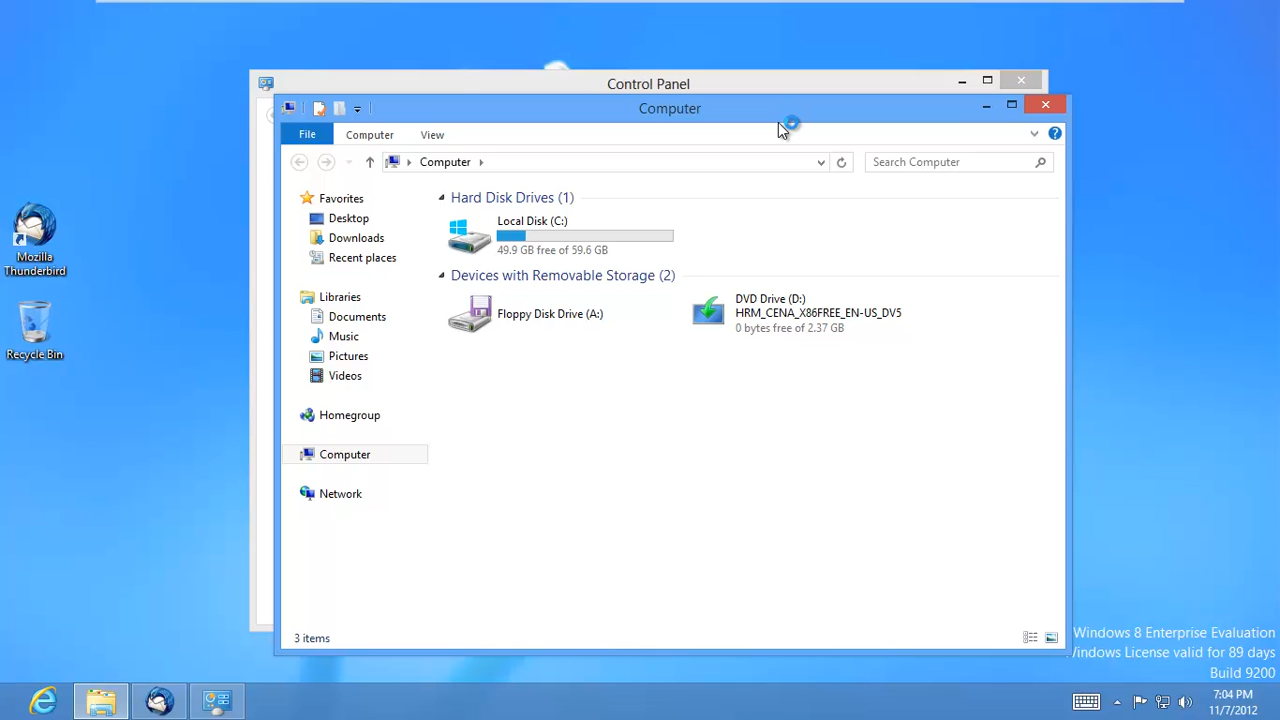 Control Panel
Computer
File Computer View
Computer
Search Computer
Favorites
Desktop
Downloads
Recent places
Libraries
Documents
Music
Pictures
Videos
Homegroup
Computer
Network
Hard Disk Drives (1)
Local Disk (C:)
49.9 GB free of 59.6 GB
Devices with Removable Storage (2)
Floppy Disk Drive (A:)
DVD Drive (D:)
HRM_CENA_X86FREE_EN-US_DV5
0 bytes free of 2.37 GB
3 items
Mozilla
Thunderbird
Recycle Bin
Windows 8 Enterprise Evaluation
indows License valid for 89 days
Build 9200
7:04 PM
11/7/2012